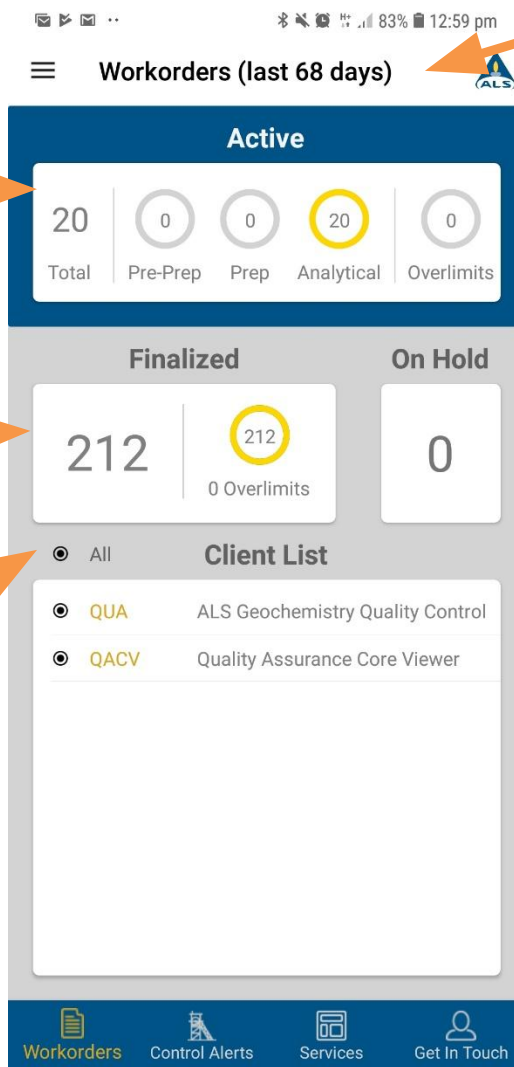 83% 12:59 pm
Workorders (last 68 days)
ALS
Active
20 0 0 20 0
Total Pre-Prep Prep Analytical Overlimits
Finalized On Hold
212 212 0
0 Overlimits
All Client List
QUA ALS Geochemistry Quality Control
QACV Quality Assurance Core Viewer
Workorders Control Alerts Services Get In Touch